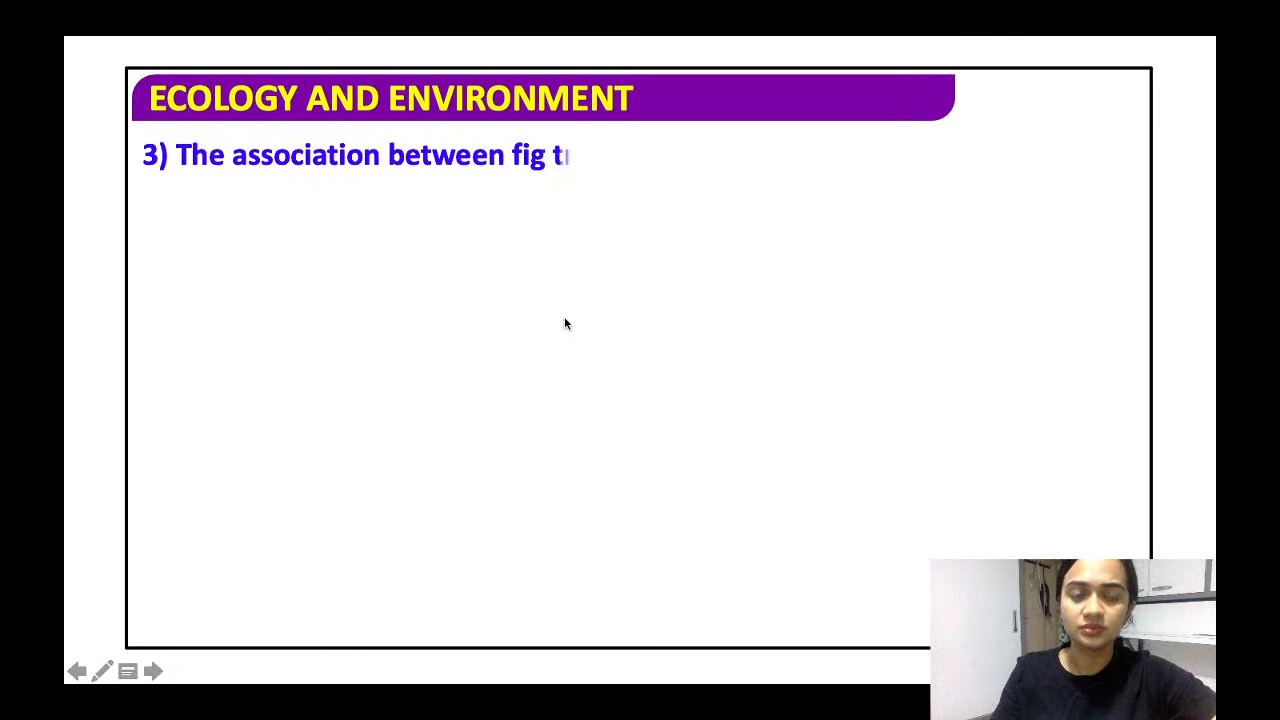 ECOLOGY AND ENVIRONMENT
3) The association between fig